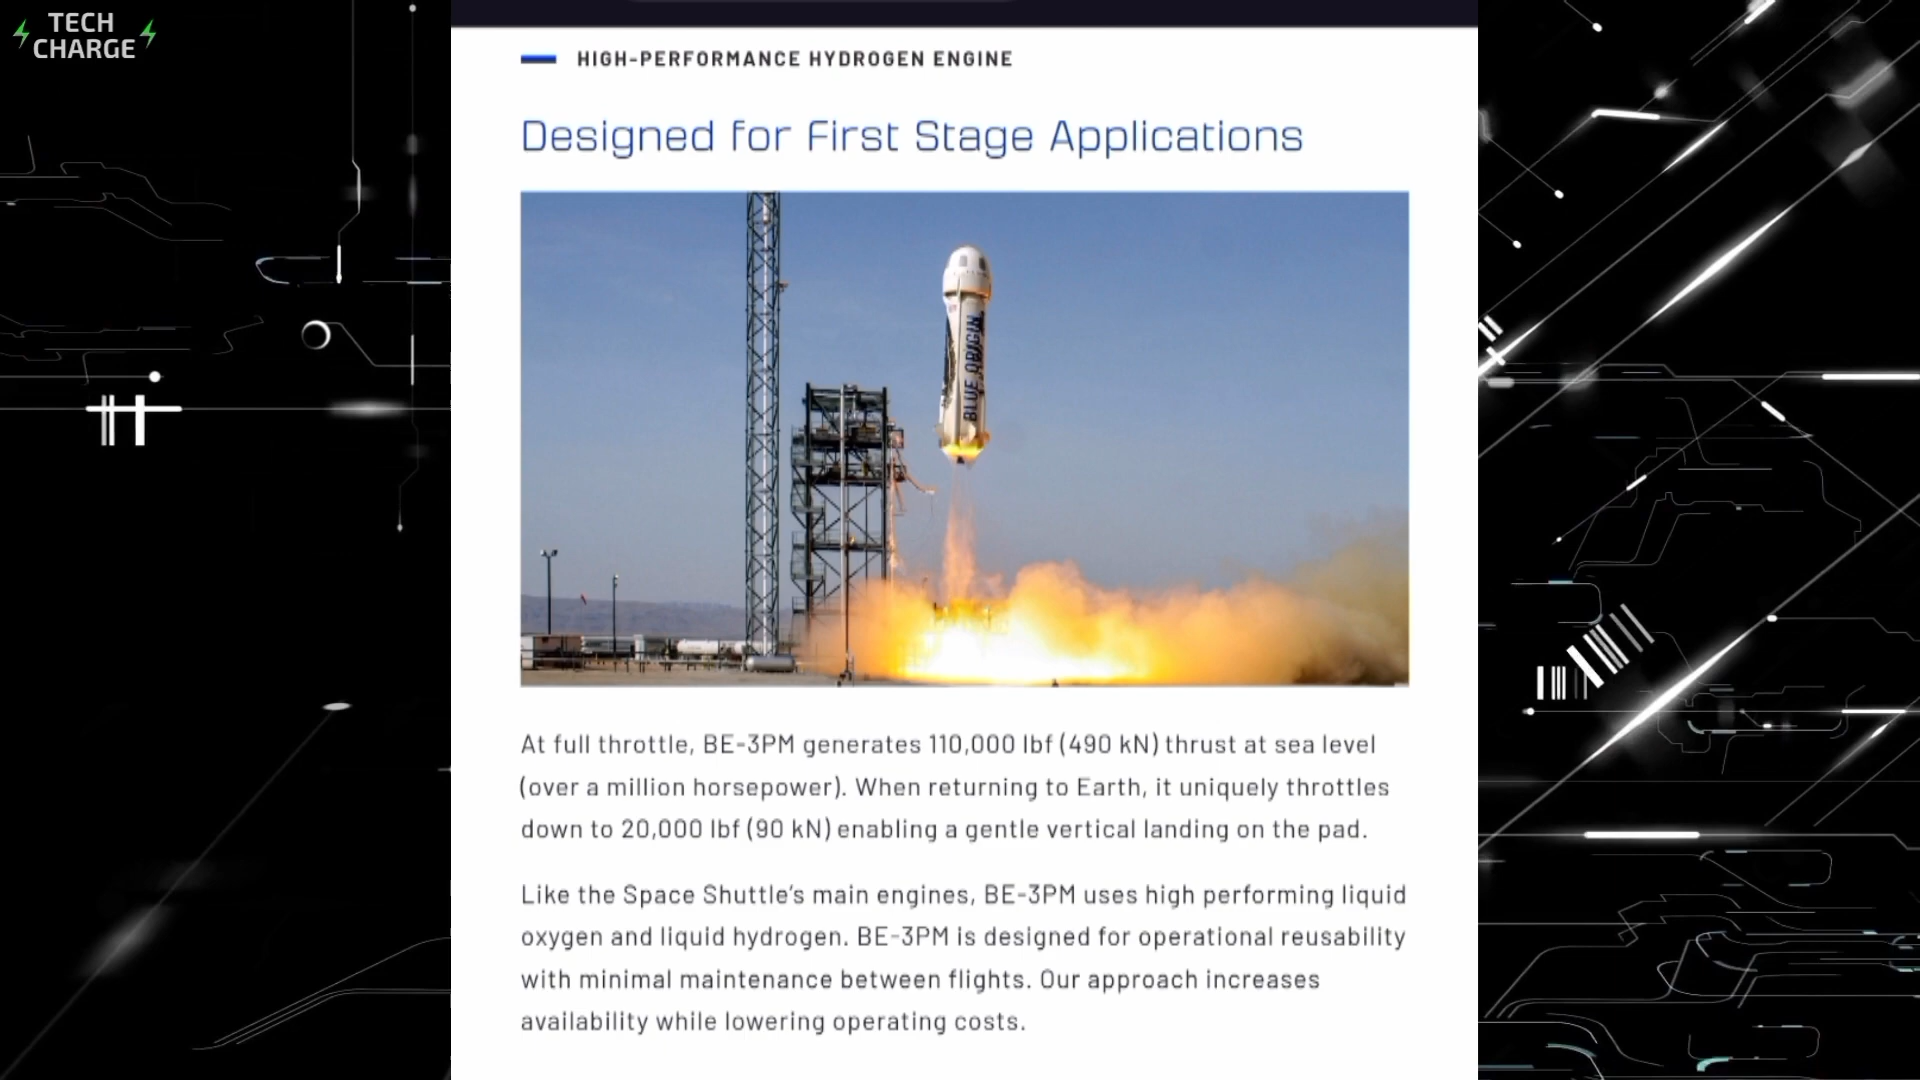 TECH
CHARGE
HIGH-PERFORMANCE HYDROGEN ENGINE
Designed for First Stage Applications
BLUE ORIGIN
At full throttle, BE-3PM generates 110,000 lbf (490 kN) thrust at sea level
(over a million horsepower). When returning to Earth, it uniquely throttles
down to 20,000 lbf (90 kN) enabling a gentle vertical landing on the pad.
Like the Space Shuttle’s main engines, BE-3PM uses high performing liquid
oxygen and liquid hydrogen. BE-3PM is designed for operational reusability
with minimal maintenance between flights. Our approach increases
availability while lowering operating costs.